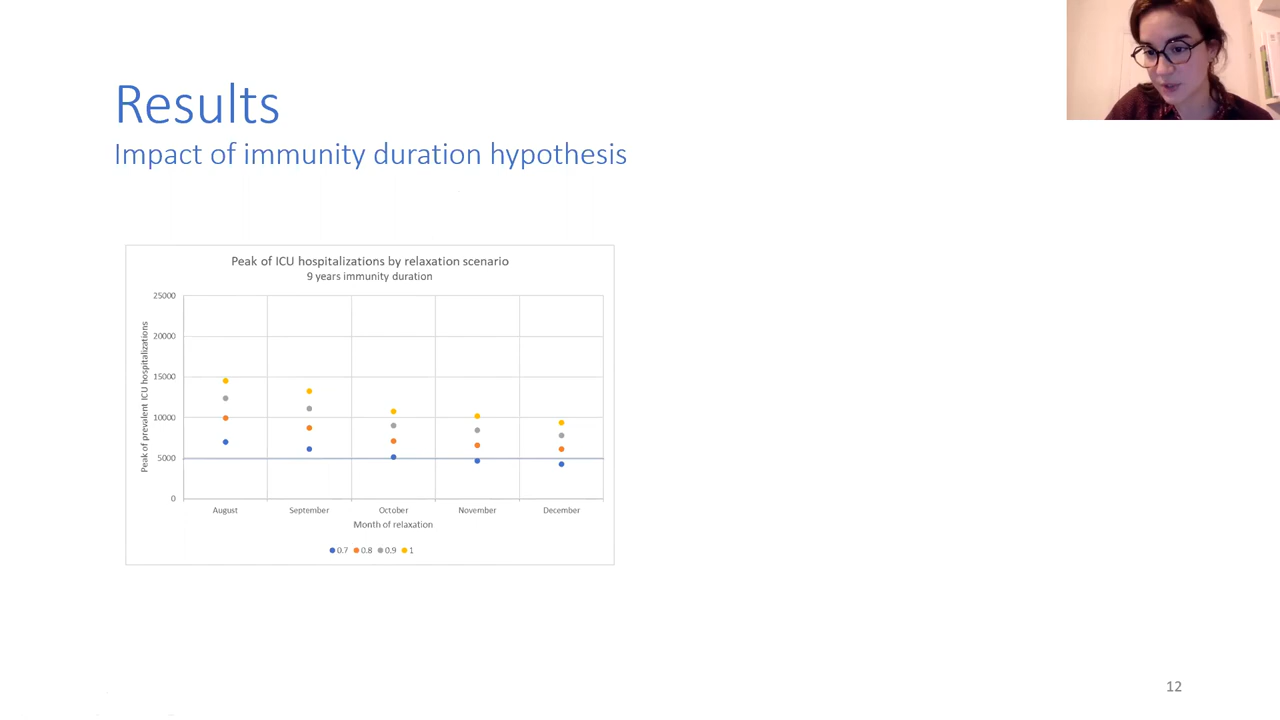 Results
Impact of immunity duration hypothesis
Peak of ICU hospitalizations by relaxation scenario
9 years immunity duration
Peak of prevalent ICU hospitalizations
25000
20000
15000
10000
5000
0
August September October November December
Month of relaxation
0.7 0.8 0.9 1
12